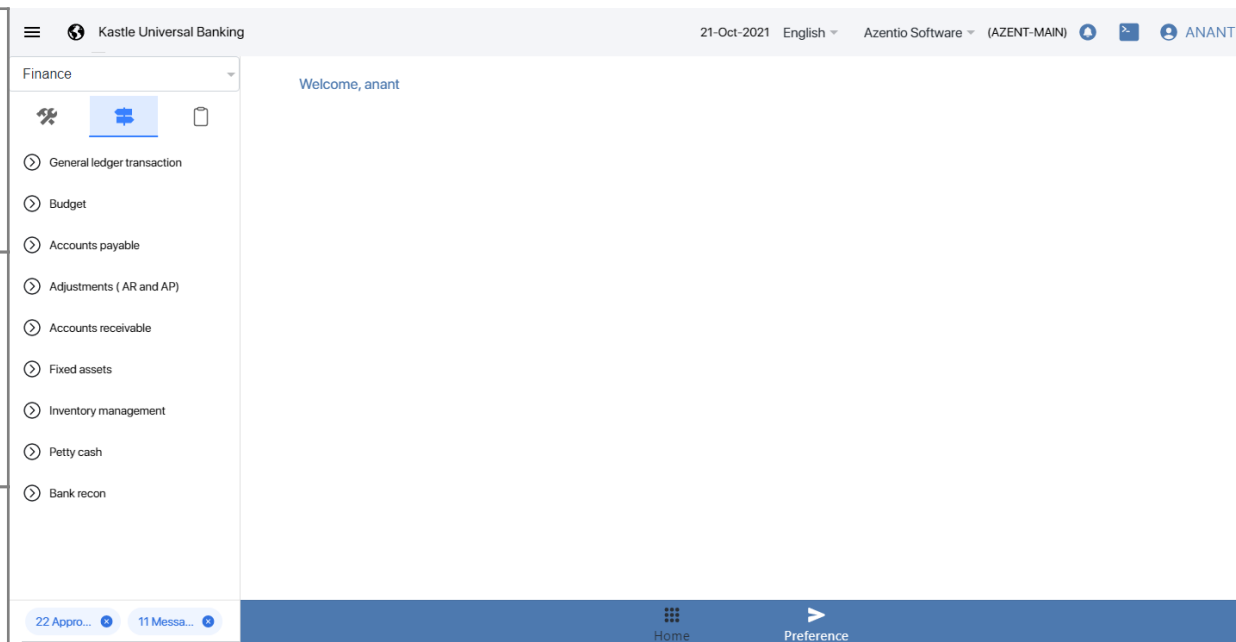 Kastle Universal Banking
21-Oct-2021 English Azentio Software (AZENT-MAIN) ANANT
Finance
Welcome, anant
General ledger transaction
Budget
Accounts payable
Adjustments ( AR and AP)
Accounts receivable
Fixed assets
Inventory management
Petty cash
Bank recon
22 Appro... 11 Messa...
Home
Preference